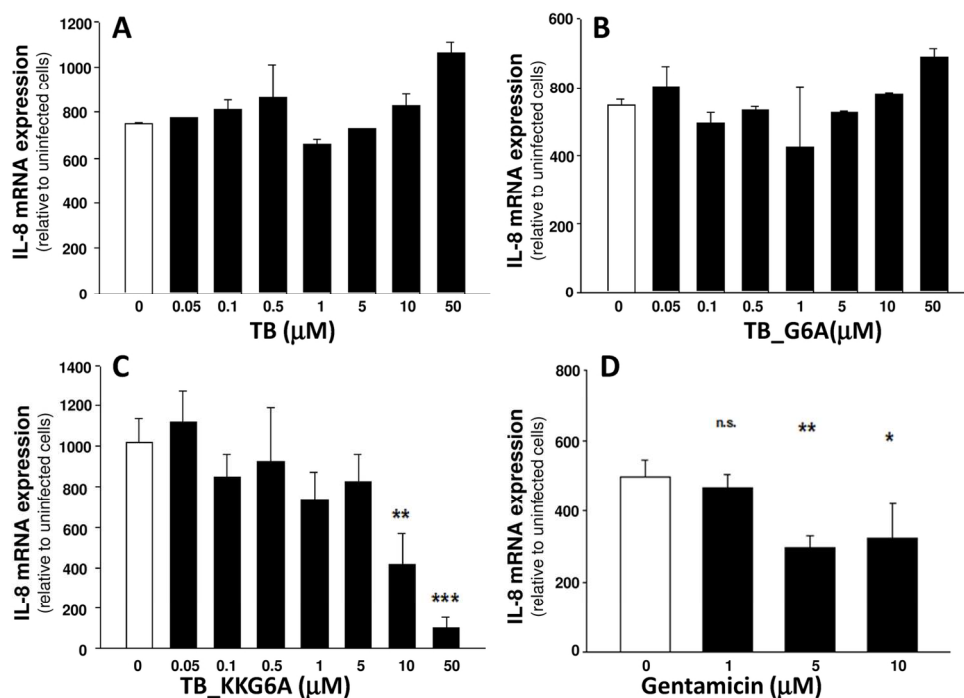 A
IL-8 mRNA expression
(relative to uninfected cells)
1200
1000
800
600
400
200
0
0 0.05 0.1 0.5 1 5 10 50
TB (μM)
B
IL-8 mRNA expression
(relative to uninfected cells)
800
600
800
400
200
0
0 0.05 0.1 0.5 1 5 10 50
TB_G6A(μM)
C
IL-8 mRNA expression
(relative to uninfected cells)
1400
1200
1000
800
600
400
200
0
**
***
0 0.05 0.1 0.5 1 5 10 50
TB_KKG6A (μM)
D
IL-8 mRNA expression
(relative to uninfected cells)
800
600
400
200
0
n.s. ** *
0 1 5 10
Gentamicin (μM)